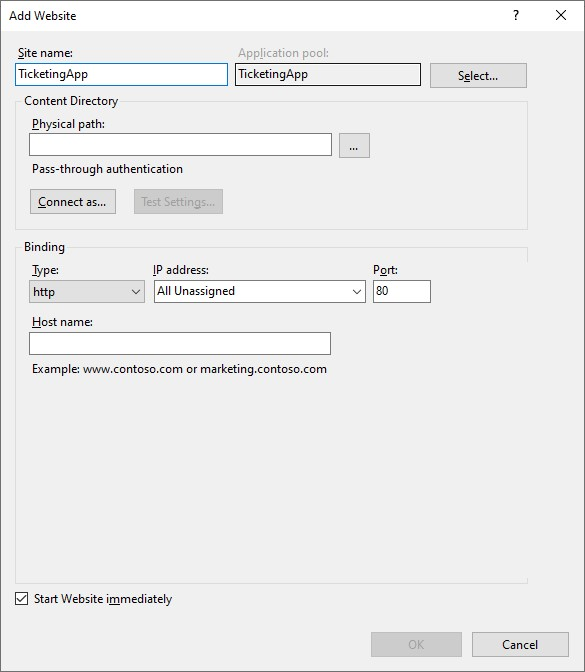 Add Website
?
Site name:
Application pool:
TicketingApp
TicketingApp
Select...
Content Directory
Physical path:
...
Pass-through authentication
Connect as...
Test Settings...
Binding
Type:
IP address:
Port:
http
All Unassigned
80
Host name:
Example: www.contoso.com or marketing.contoso.com
Start Website immediately
OK
Cancel